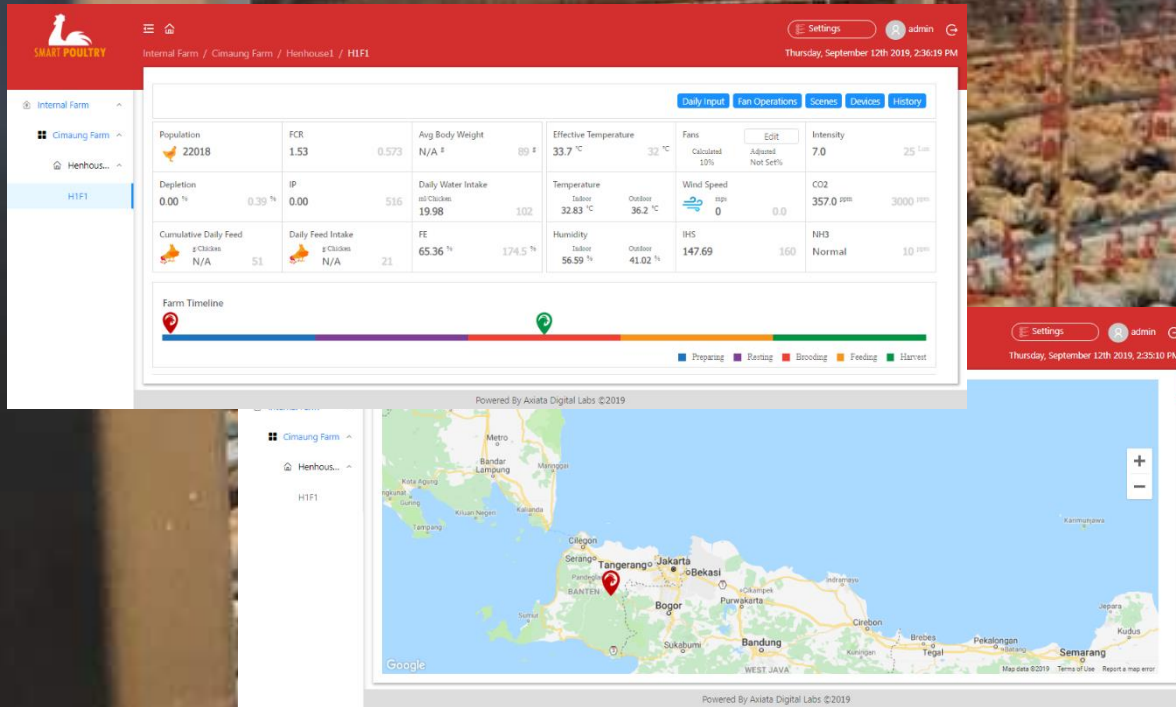 SMART POULTRY
Settings admin
Internal Farm / Cimaung Farm / Henhouse1 / H1F1
Thursday, September 12th 2019, 2:36:19 PM
Internal Farm
Cimaung Farm
Henhous...
H1F1
Daily Input Fan Operations Scenes Devices History
Population
22018
FCR
1.53 0.573
Avg Body Weight
N/A g 89 g
Effective Temperature
33.7 °C 32 °C
Fans Edit
Calculated Adjusted
10% Not Set%
Intensity
7.0 25 Lux
Depletion
0.00 % 0.39 %
IP
0.00 516
Daily Water Intake
ml/Chicken
19.98 102
Temperature
Indoor Outdoor
32.83 °C 36.2 °C
Wind Speed
mps
0 0.0
CO2
357.0 ppm 3000 ppm
Cumulative Daily Feed
g/Chicken
N/A 51
Daily Feed Intake
g/Chicken
N/A 21
FE
65.36 % 174.5 %
Humidity
Indoor Outdoor
56.59 % 41.02 %
IHS
147.69 160
NH3
Normal 10 ppm
Farm Timeline
Preparing Resting Brooding Feeding Harvest
Powered By Axiata Digital Labs ©2019
Settings admin
Thursday, September 12th 2019, 2:35:10 PM
Cimaung Farm
Henhous...
H1F1
Metro
Bandar
Lampung
Kota Agung
Kiluan Negeri
Kalianda
Tampang
Cilegon
Serang
Tangerang
Jakarta
Bekasi
BANTEN
Cikampek
Purwakarta
Bogor
Sumur
Sukabumi
Bandung
WEST JAVA
Indramayu
Cirebon
Kuningan
Brebes
Tegal
Pekalongan
Batang
Semarang
Kudus
Jepara
Karimunjawa
+
−
Google
Map data ©2019 Terms of Use Report a map error
Powered By Axiata Digital Labs ©2019